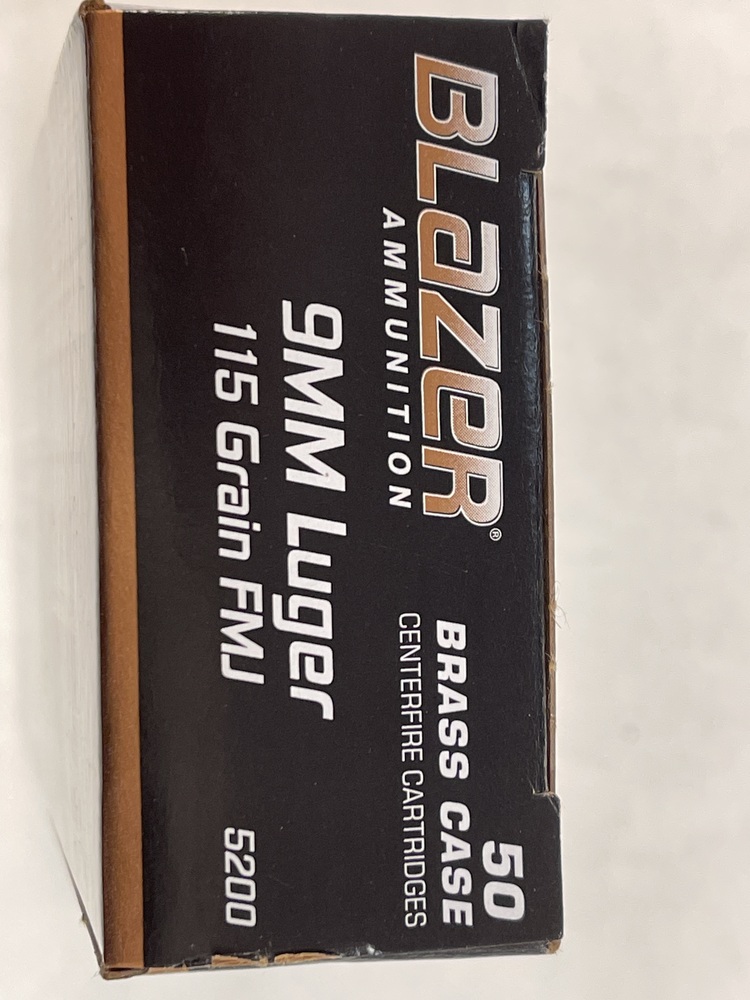 BLazeR®
AMMUNITION
50
BRASS CASE
CENTERFIRE CARTRIDGES
9MM Luger
115 Grain FMJ
5200